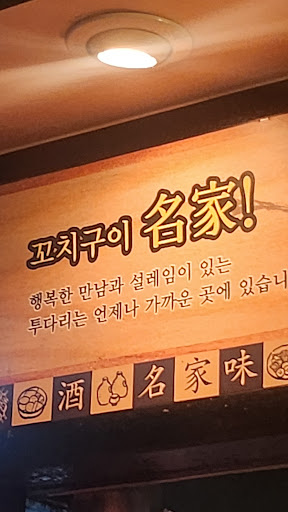 꼬치구이 名家!
행복한 만남과 설레임이 있는
투다리는 언제나 가까운 곳에 있습니
酒 名家味